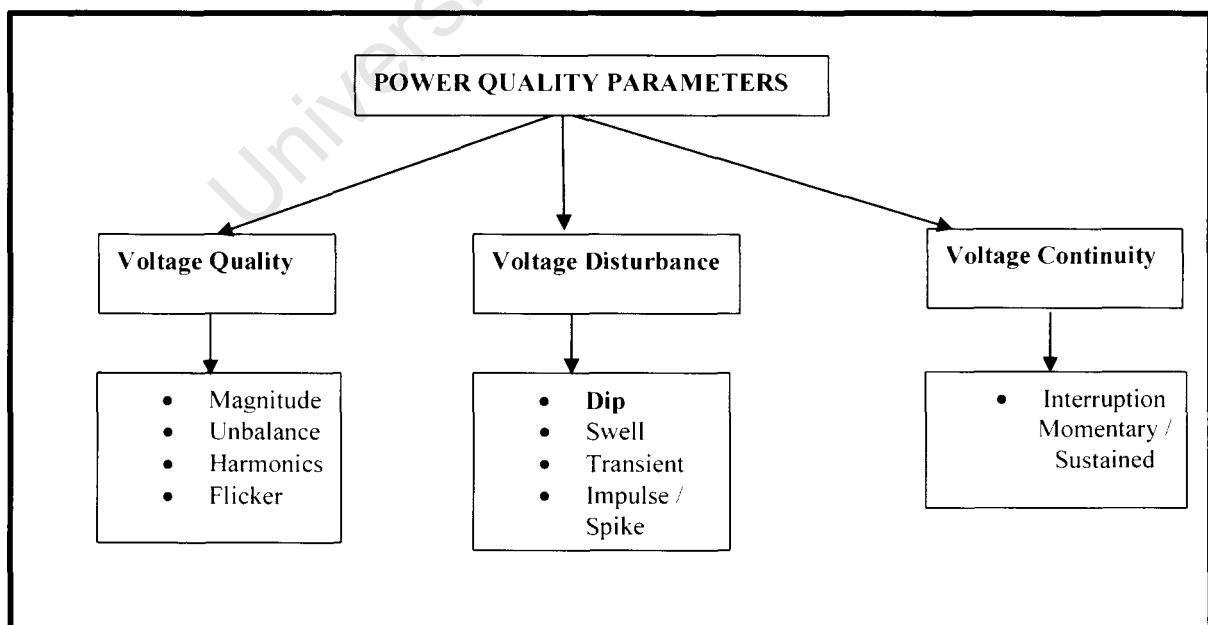 Universi
POWER QUALITY PARAMETERS
Voltage Quality
Voltage Disturbance
Voltage Continuity
• Magnitude
• Unbalance
• Harmonics
• Flicker
• Dip
• Swell
• Transient
• Impulse /
Spike
• Interruption
Momentary /
Sustained